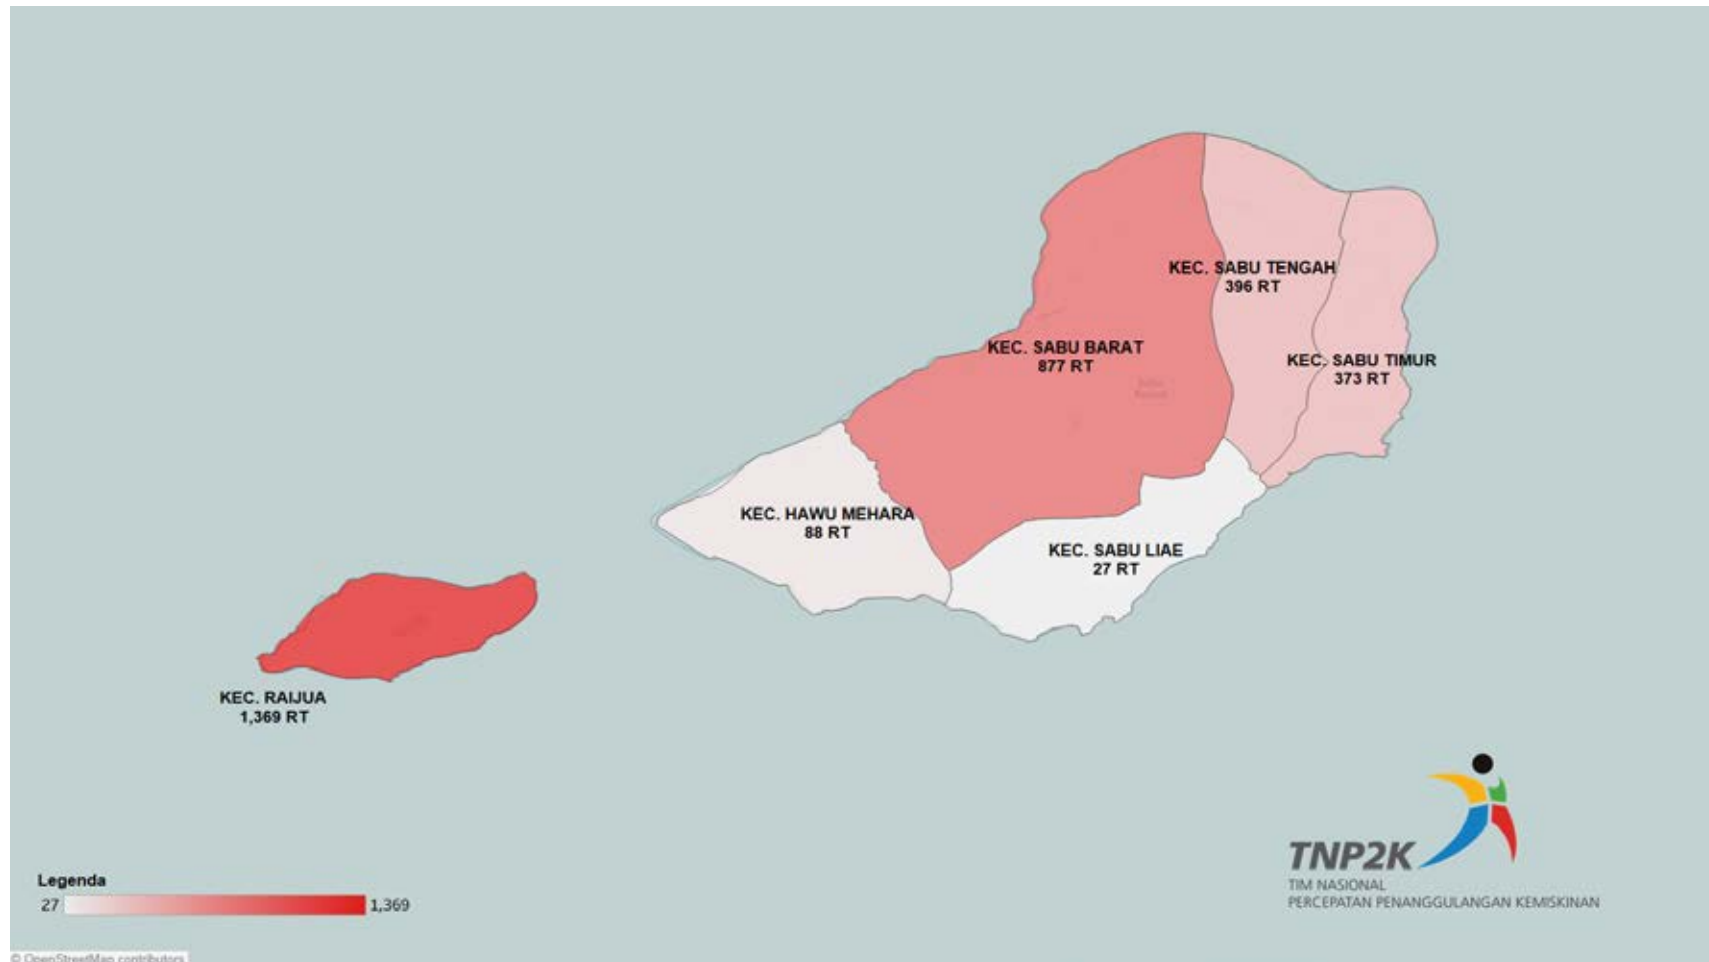 KEC. SABU TENGAH
396 RT
KEC. SABU BARAT
877 RT
KEC. SABU TIMUR
373 RT
KEC. HAWU MEHARA
88 RT
KEC. SABU LIAE
27 RT
KEC. RAIJUA
1,369 RT
Legenda
27 1,369
TNP2K
TIM NASIONAL
PERCEPATAN PENANGGULANGAN KEMISKINAN
© OpenStreetMap contributors